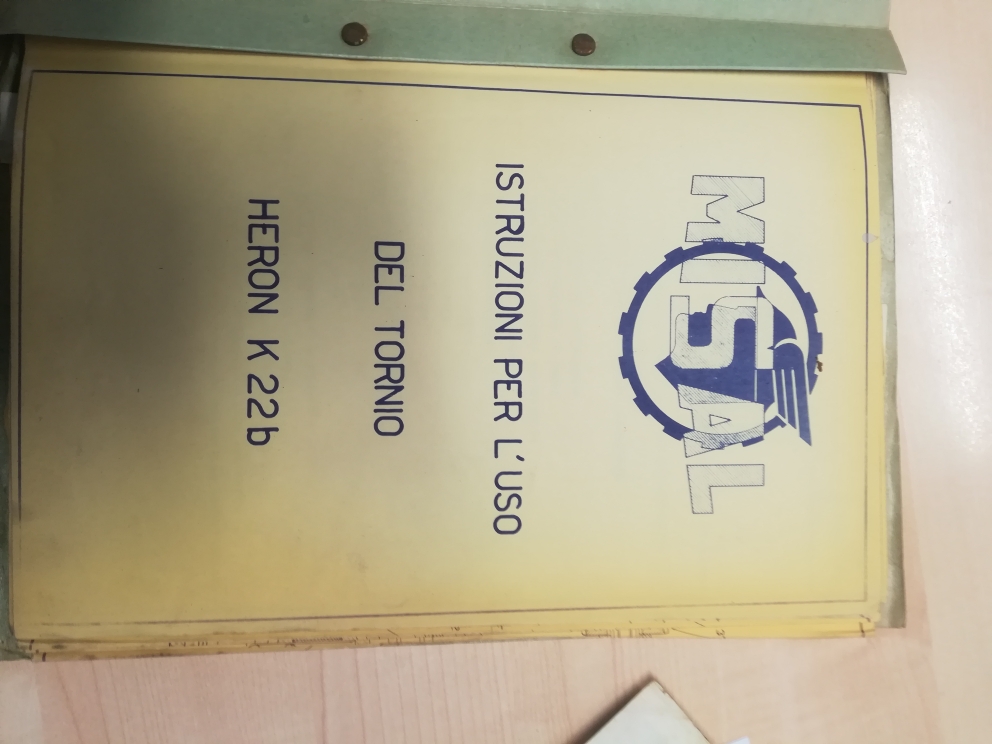 MISAL
ISTRUZIONI PER L'USO
DEL TORNIO
HERON K 22b